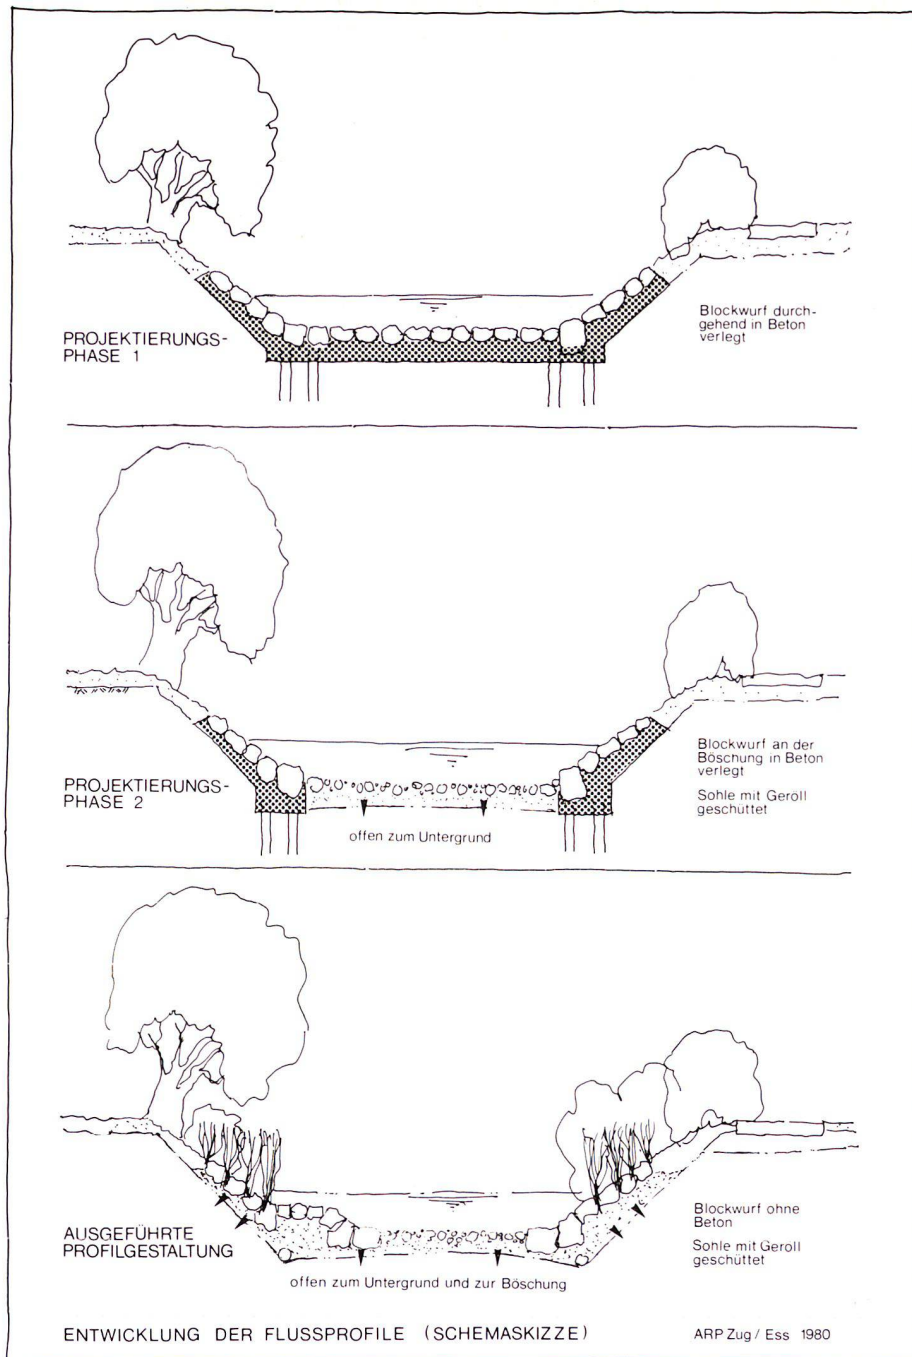 Blockwurf durch-
gehend in Beton
verlegt
PROJEKTIERUNGS-
PHASE 1
Blockwurf an der
Böschung in Beton
verlegt
Sohle mit Geröll
geschüttet
PROJEKTIERUNGS-
PHASE 2
offen zum Untergrund
Blockwurf ohne
Beton
Sohle mit Geröll
geschüttet
AUSGEFÜHRTE
PROFILGESTALTUNG
offen zum Untergrund und zur Böschung
ENTWICKLUNG DER FLUSSPROFILE (SCHEMASKIZZE)
ARP Zug / Ess 1980